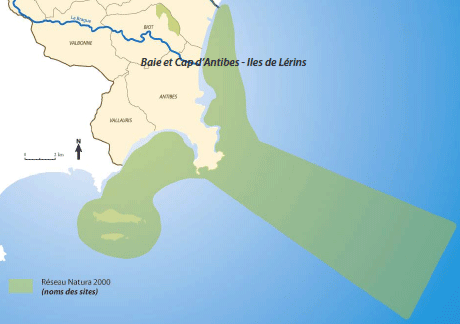 La Brague
BIOT
VALBONNE
Baie et Cap d'Antibes - Iles de Lérins
ANTIBES
VALLAURIS
N
0 2 km
Réseau Natura 2000
(noms des sites)